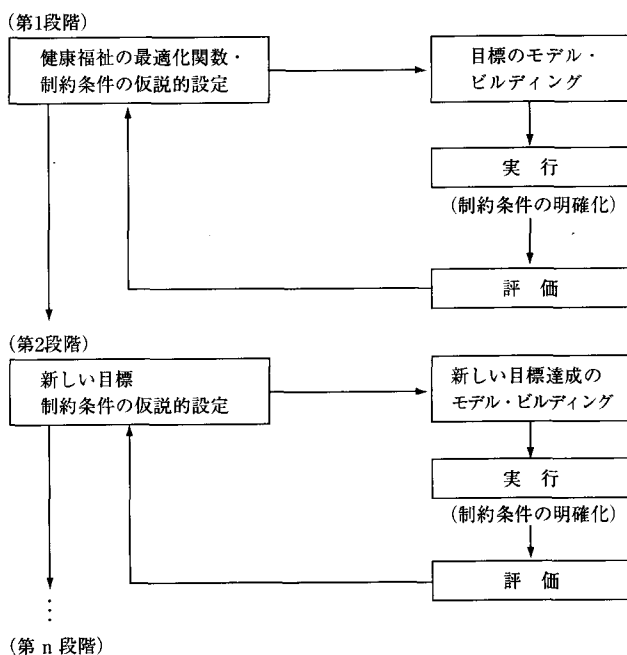 (第1段階)
健康福祉の最適化関数・
制約条件の仮説的設定
目標のモデル・
ビルディング
実 行
(制約条件の明確化)
評 価
(第2段階)
新しい目標
制約条件の仮説的設定
新しい目標達成の
モデル・ビルディング
実 行
(制約条件の明確化)
評 価
⋮
(第 n 段階)